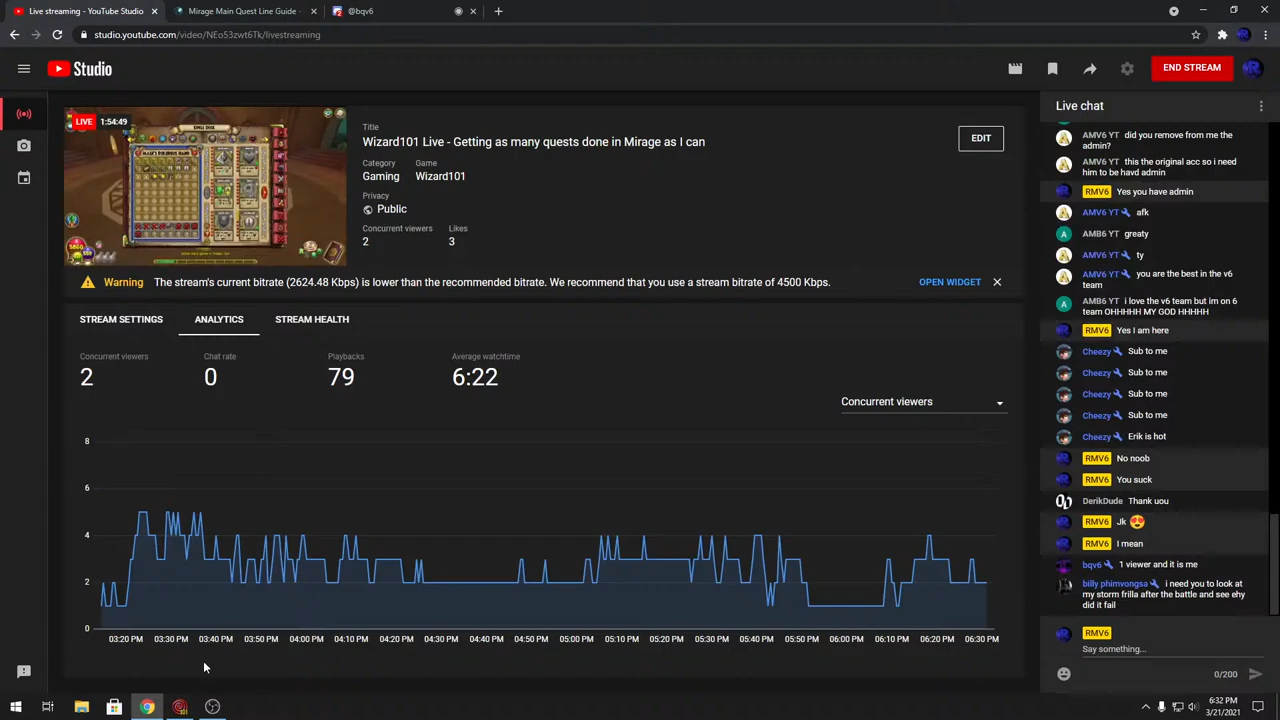 Live streaming - YouTube Studio
Mirage Main Quest Line Guide -
@bqv6
studio.youtube.com/video/NEo53zwt6Tk/livestreaming
Studio
END STREAM
LIVE 1:54:49
Title
Wizard101 Live - Getting as many quests done in Mirage as I can
EDIT
Category Game
Gaming Wizard101
Privacy
Public
Concurrent viewers Likes
2 3
Warning The stream's current bitrate (2624.48 Kbps) is lower than the recommended bitrate. We recommend that you use a stream bitrate of 4500 Kbps. OPEN WIDGET
STREAM SETTINGS ANALYTICS STREAM HEALTH
Concurrent viewers Chat rate Playbacks Average watchtime
2 0 79 6:22
Concurrent viewers
8
6
4
2
0
03:20 PM 03:30 PM 03:40 PM 03:50 PM 04:00 PM 04:10 PM 04:20 PM 04:30 PM 04:40 PM 04:50 PM 05:00 PM 05:10 PM 05:20 PM 05:30 PM 05:40 PM 05:50 PM 06:00 PM 06:10 PM 06:20 PM 06:30 PM
Live chat
AMV6 YT did you remove from me the
admin?
AMV6 YT this the original acc so i need
him to be havd admin
RMV6 Yes you have admin
AMV6 YT afk
AMB6 YT greaty
AMV6 YT ty
AMV6 YT you are the best in the v6
team
AMB6 YT i love the v6 team but im on 6
team OHHHHH MY GOD HHHHH
RMV6 Yes I am here
Cheezy Sub to me
Cheezy Sub to me
Cheezy Sub to me
Cheezy Sub to me
Cheezy Erik is hot
RMV6 No noob
RMV6 You suck
DerikDude Thank uou
RMV6 Jk 😍
RMV6 I mean
bqv6 1 viewer and it is me
billy phimvongsa i need you to look at
my storm frilla after the battle and see ehy
did it fail
RMV6
Say something...
0/200
6:32 PM
3/21/2021